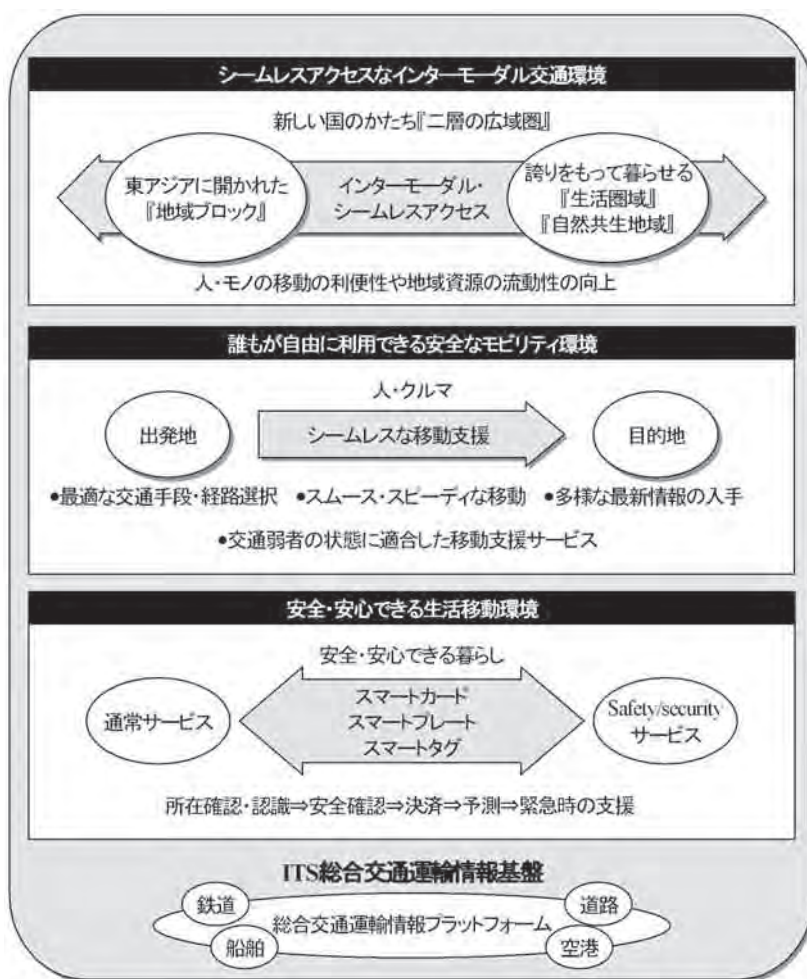 シームレスアクセスなインターモーダル交通環境
新しい国のかたち『二層の広域圏』
東アジアに開かれた
『地域ブロック』
インターモーダル・
シームレスアクセス
誇りをもって暮らせる
『生活圏域』
『自然共生地域』
人・モノの移動の利便性や地域資源の流動性の向上
誰もが自由に利用できる安全なモビリティ環境
人・クルマ
出発地
シームレスな移動支援
目的地
●最適な交通手段・経路選択 ●スムース・スピーディな移動 ●多様な最新情報の入手
●交通弱者の状態に適合した移動支援サービス
安全・安心できる生活移動環境
安全・安心できる暮らし
通常サービス
スマートカード
スマートプレート
スマートタグ
Safety/security
サービス
所在確認・認識⇒安全確認⇒決済⇒予測⇒緊急時の支援
ITS総合交通運輸情報基盤
鉄道
道路
総合交通運輸情報プラットフォーム
船舶
空港